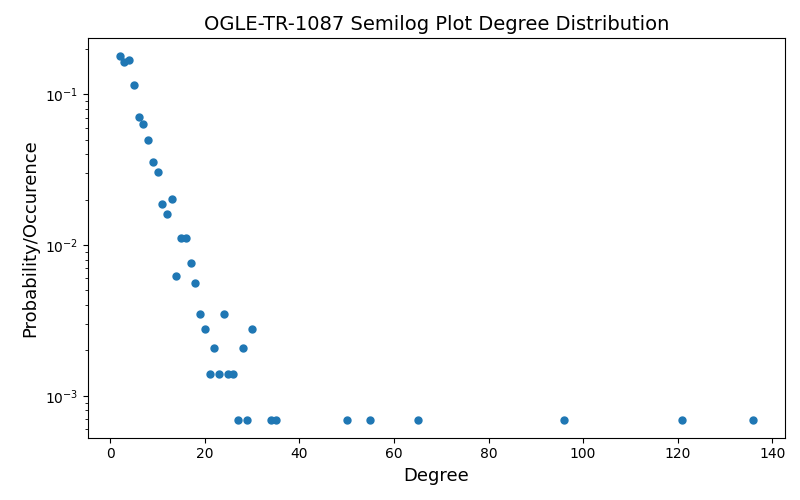 OGLE-TR-1087 Semilog Plot Degree Distribution
Probability/Occurence
10⁻¹
10⁻²
10⁻³
0 20 40 60 80 100 120 140
Degree